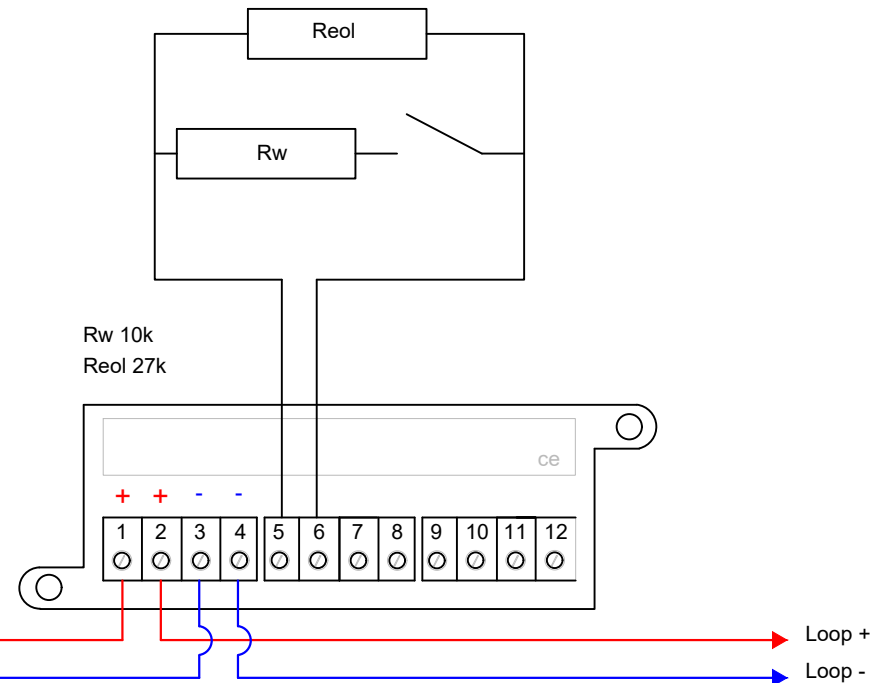 Reol
Rw
Rw 10k
Reol 27k
ce
+ + - -
1 2 3 4 5 6 7 8 9 10 11 12
Loop +
Loop -